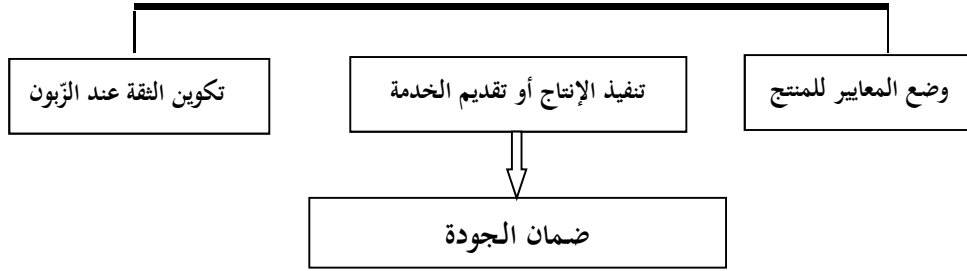 وضع المعايير للمنتج
تنفيذ الإنتاج أو تقديم الخدمة
تكوين الثقة عند الزّبون
ضمان الجودة